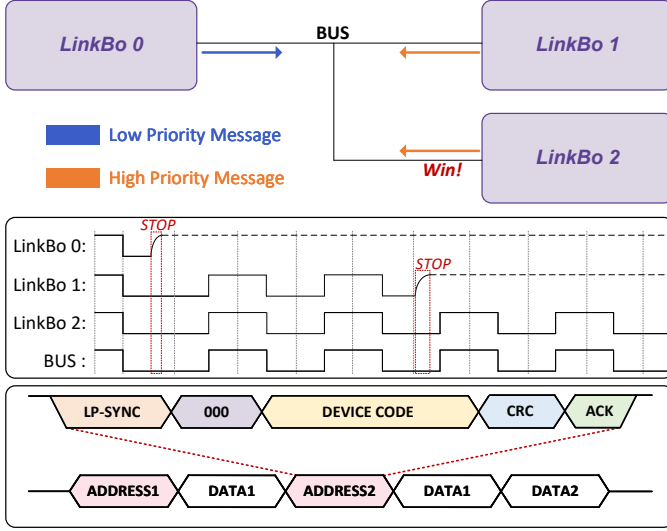 LinkBo 0
BUS
LinkBo 1
Low Priority Message
High Priority Message
LinkBo 2
Win!
STOP
LinkBo 0:
STOP
LinkBo 1:
LinkBo 2:
BUS :
LP-SYNC 000 DEVICE CODE CRC ACK
ADDRESS1 DATA1 ADDRESS2 DATA1 DATA2